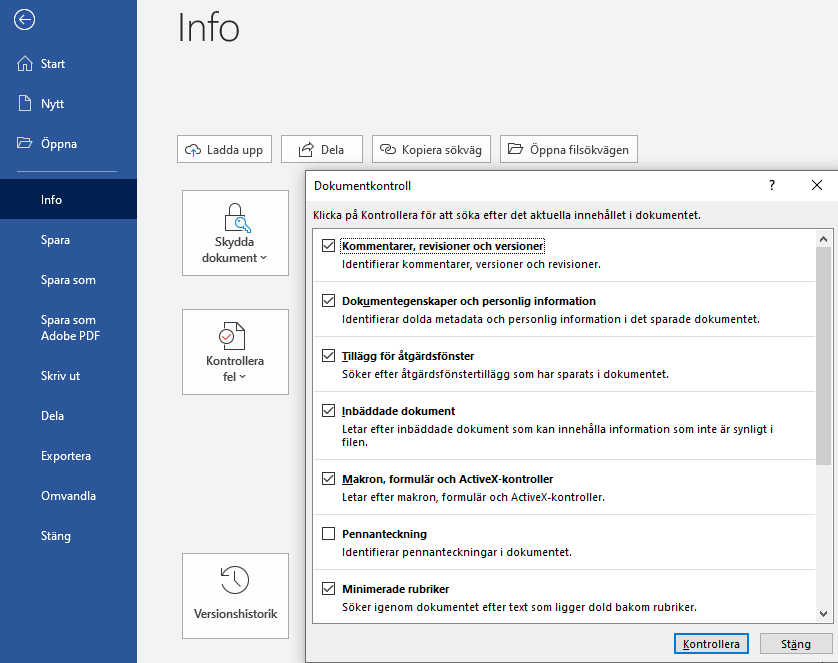 Info
Start
Nytt
Öppna
Info
Spara
Spara som
Spara som
Adobe PDF
Skriv ut
Dela
Exportera
Omvandla
Stäng
Ladda upp
Dela
Kopiera sökväg
Öppna filsökvägen
Skydda
dokument
Kontrollera
fel
Versionshistorik
Dokumentkontroll
?
Klicka på Kontrollera för att söka efter det aktuella innehållet i dokumentet.
Kommentarer, revisioner och versioner
Identifierar kommentarer, versioner och revisioner.
Dokumentegenskaper och personlig information
Identifierar dolda metadata och personlig information i det sparade dokumentet.
Tillägg för åtgärdsfönster
Söker efter åtgärdsfönstertillägg som har sparats i dokumentet.
Inbäddade dokument
Letar efter inbäddade dokument som kan innehålla information som inte är synligt i
filen.
Makron, formulär och ActiveX-kontroller
Letar efter makron, formulär och ActiveX-kontroller.
Pennanteckning
Identifierar pennanteckningar i dokumentet.
Minimerade rubriker
Söker igenom dokumentet efter text som ligger dold bakom rubriker.
Kontrollera
Stäng